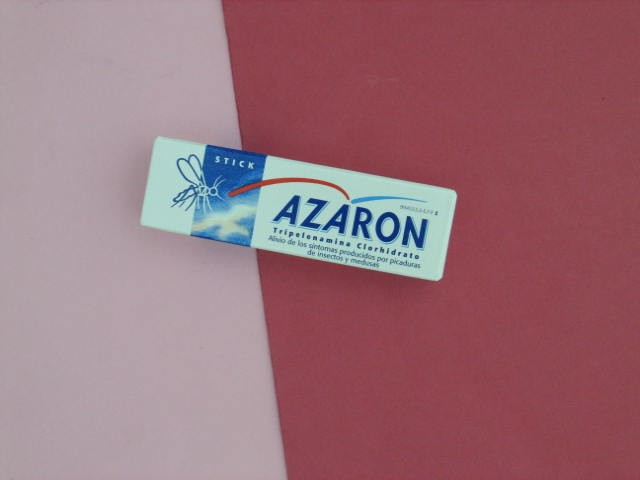 STICK
AZARON
Tripelenamina Clorhidrato
Alivio de los síntomas producidos por picaduras
de insectos y medusas